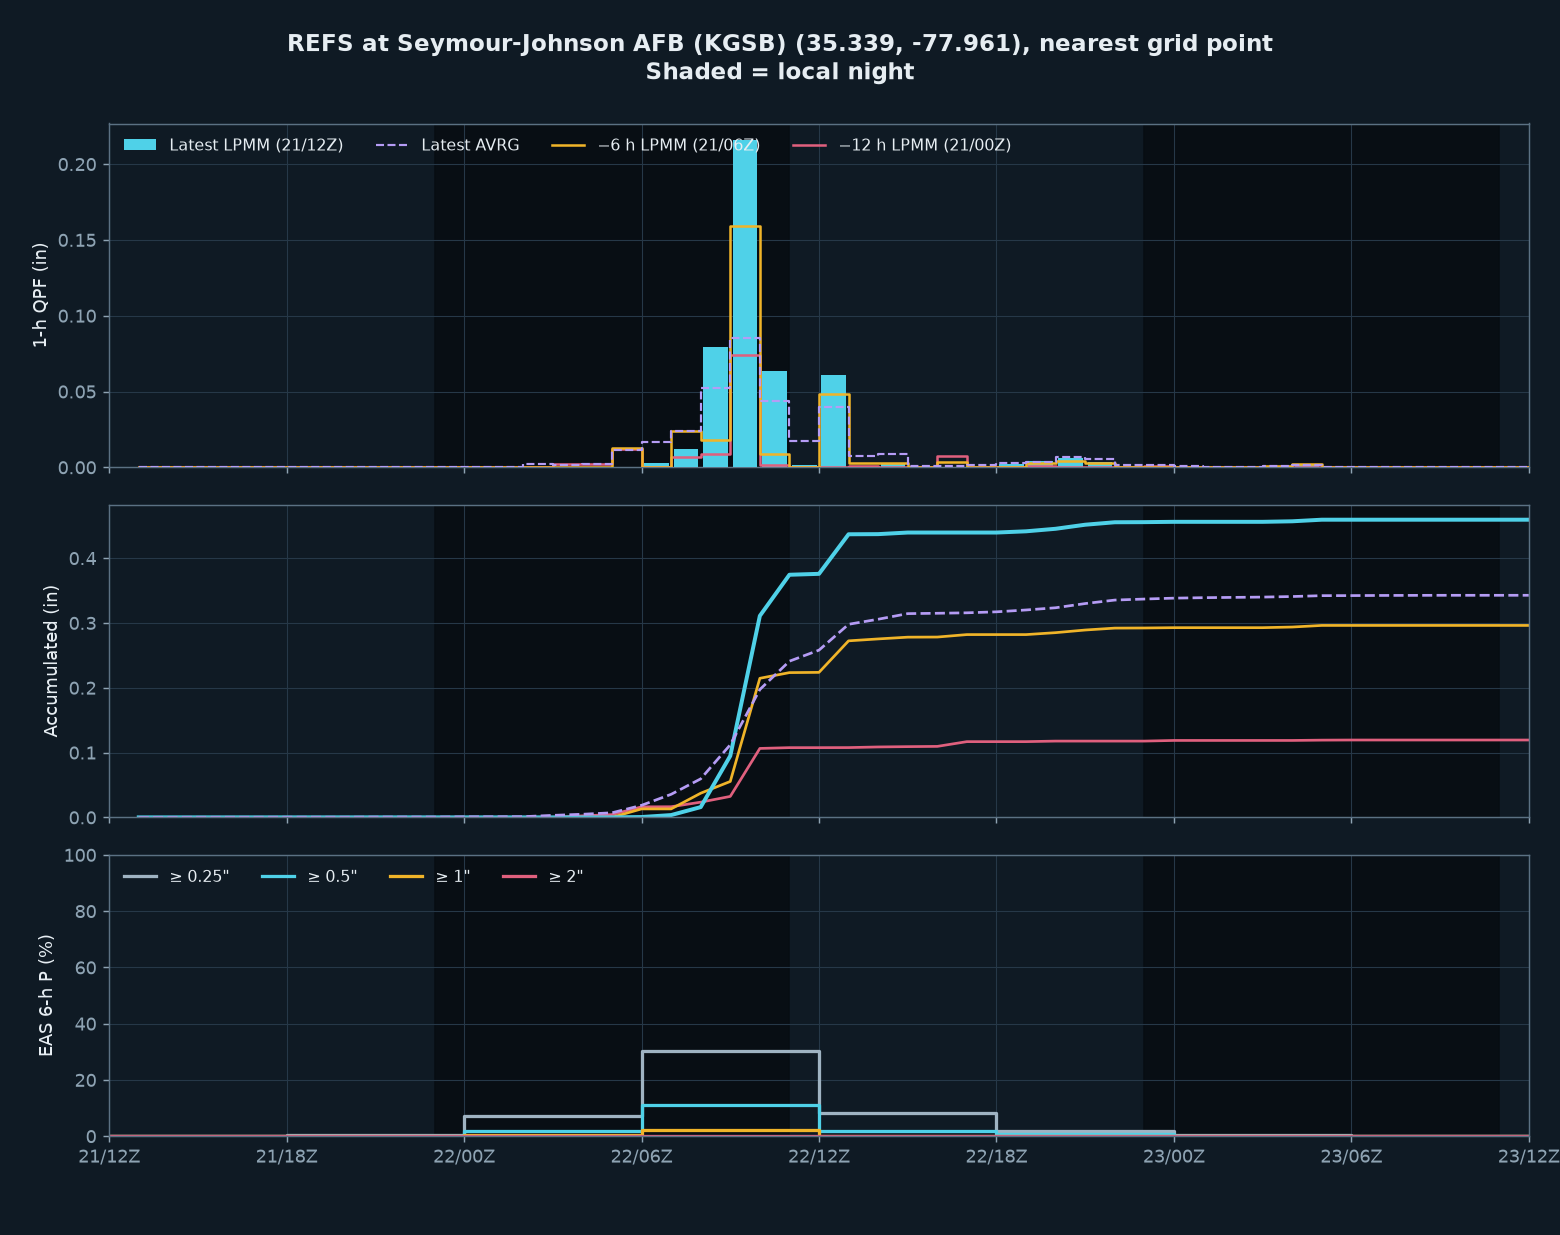 REFS at Seymour-Johnson AFB (KGSB) (35.339, -77.961), nearest grid point
Shaded = local night
Latest LPMM (21/12Z) Latest AVRG −6 h LPMM (21/06Z) −12 h LPMM (21/00Z)
1-h QPF (in)
0.20
0.15
0.10
0.05
0.00
Accumulated (in)
0.4
0.3
0.2
0.1
0.0
≥ 0.25" ≥ 0.5" ≥ 1" ≥ 2"
EAS 6-h P (%)
100
80
60
40
20
0
21/12Z 21/18Z 22/00Z 22/06Z 22/12Z 22/18Z 23/00Z 23/06Z 23/12Z